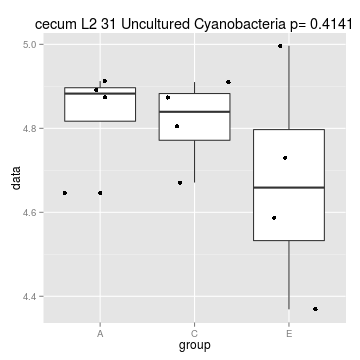 cecum L2 31 Uncultured Cyanobacteria p= 0.4141
5.0
4.8
4.6
4.4
data
A C E
group